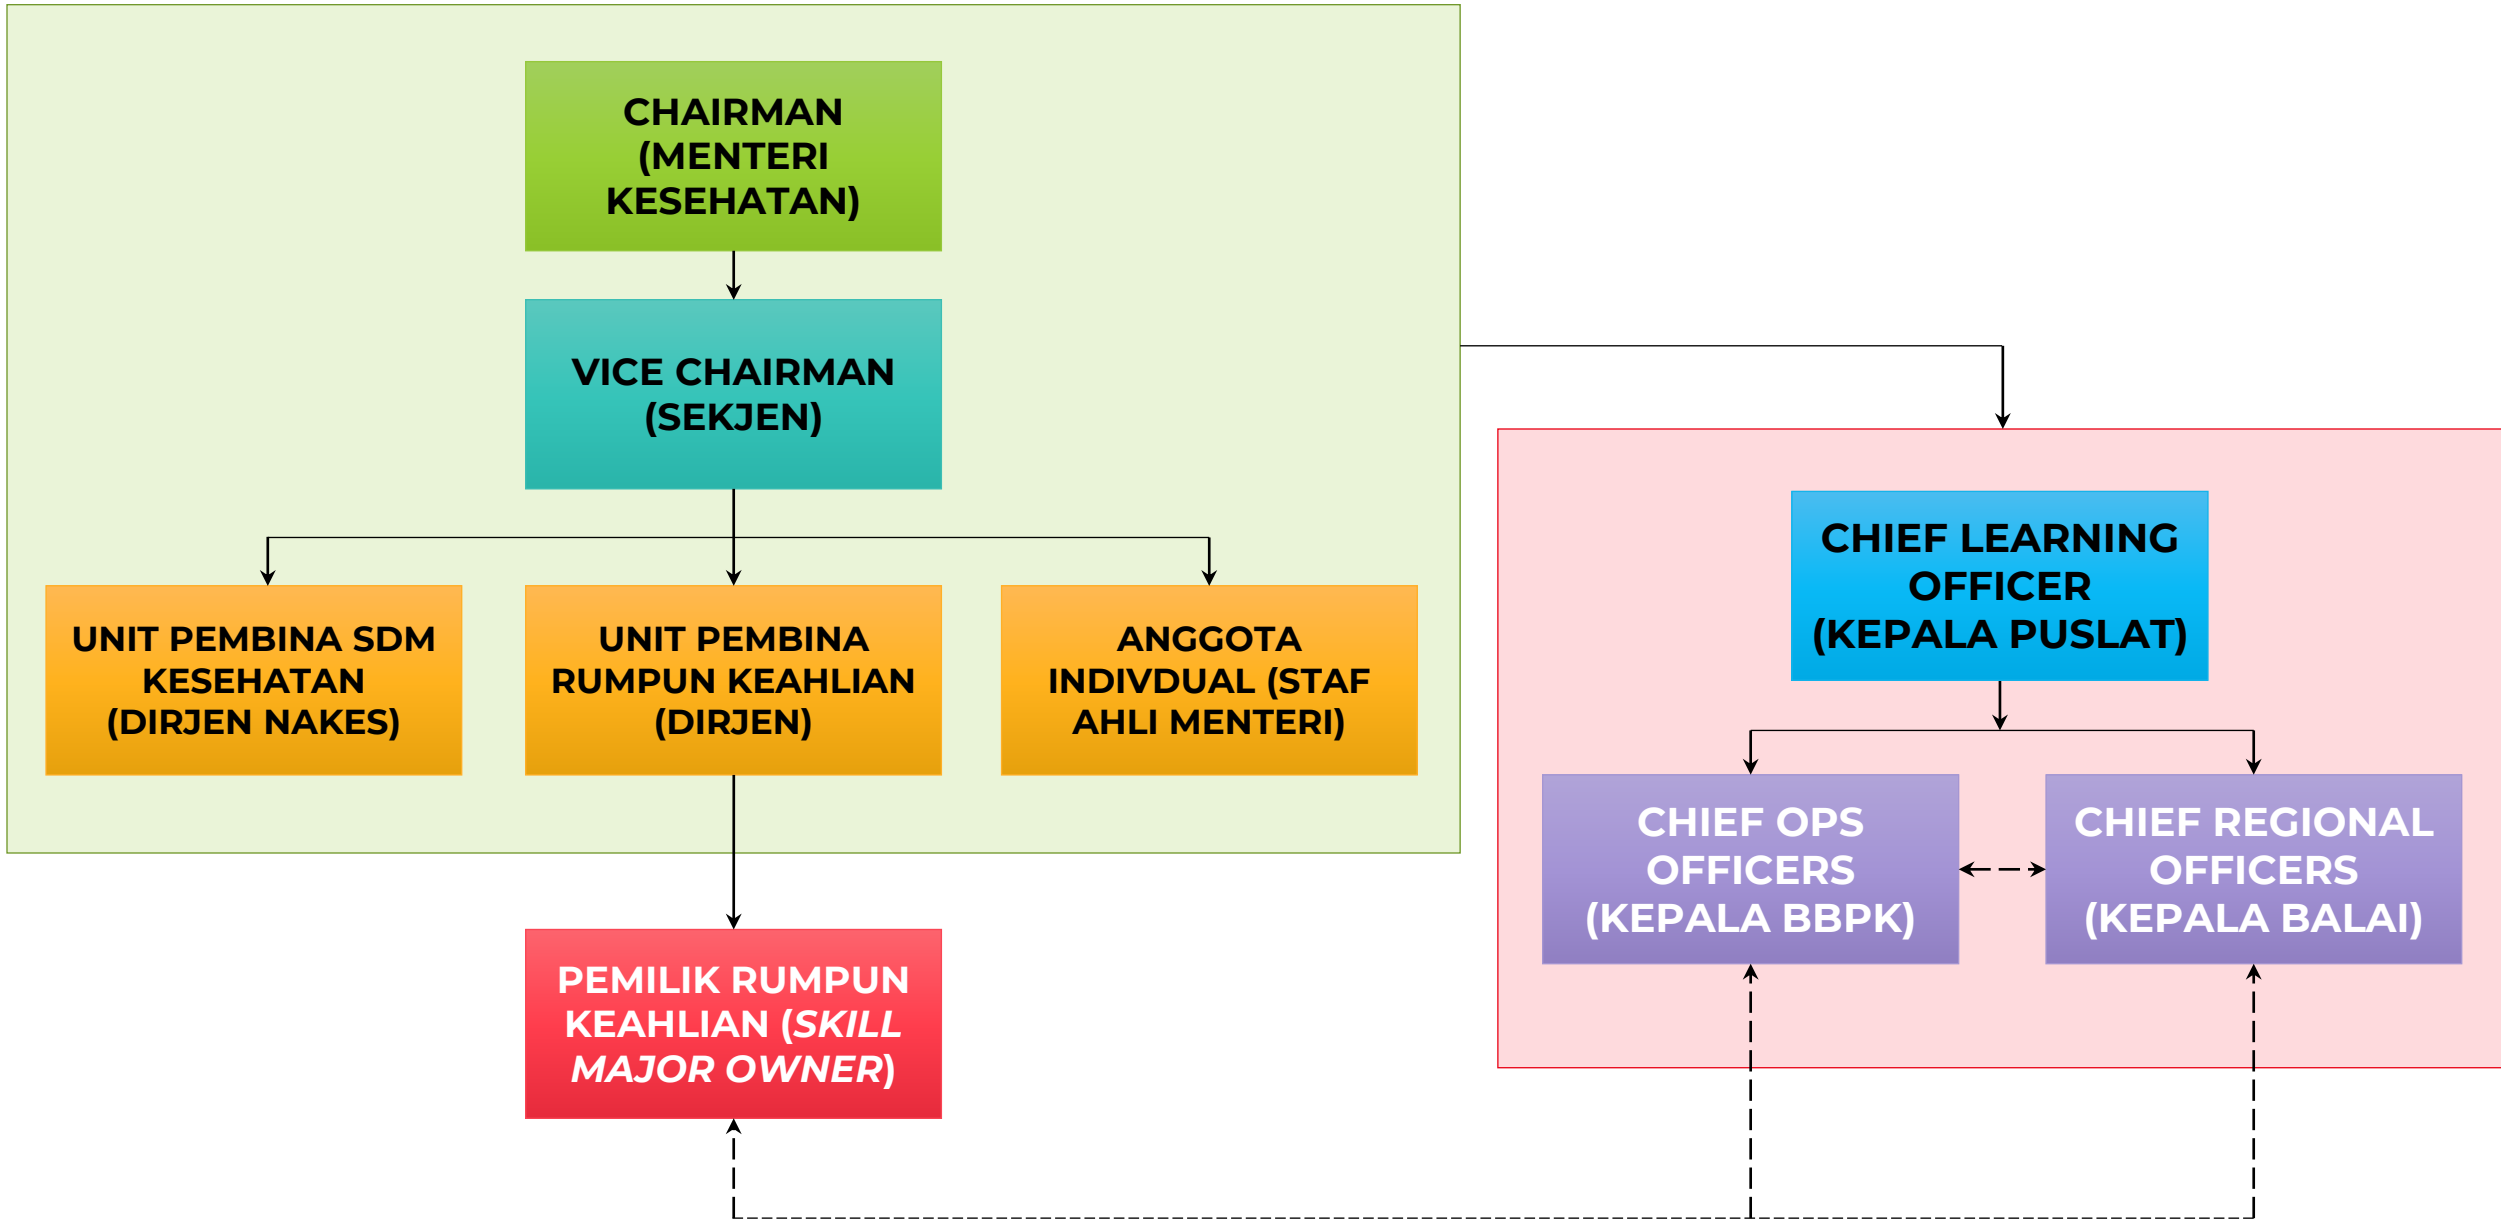 CHAIRMAN
(MENTERI
KESEHATAN)
VICE CHAIRMAN
(SEKJEN)
UNIT PEMBINA SDM
KESEHATAN
(DIRJEN NAKES)
UNIT PEMBINA
RUMPUN KEAHLIAN
(DIRJEN)
ANGGOTA
INDIVDUAL (STAF
AHLI MENTERI)
PEMILIK RUMPUN
KEAHLIAN (SKILL
MAJOR OWNER)
CHIEF LEARNING
OFFICER
(KEPALA PUSLAT)
CHIEF OPS
OFFICERS
(KEPALA BBPK)
CHIEF REGIONAL
OFFICERS
(KEPALA BALAI)